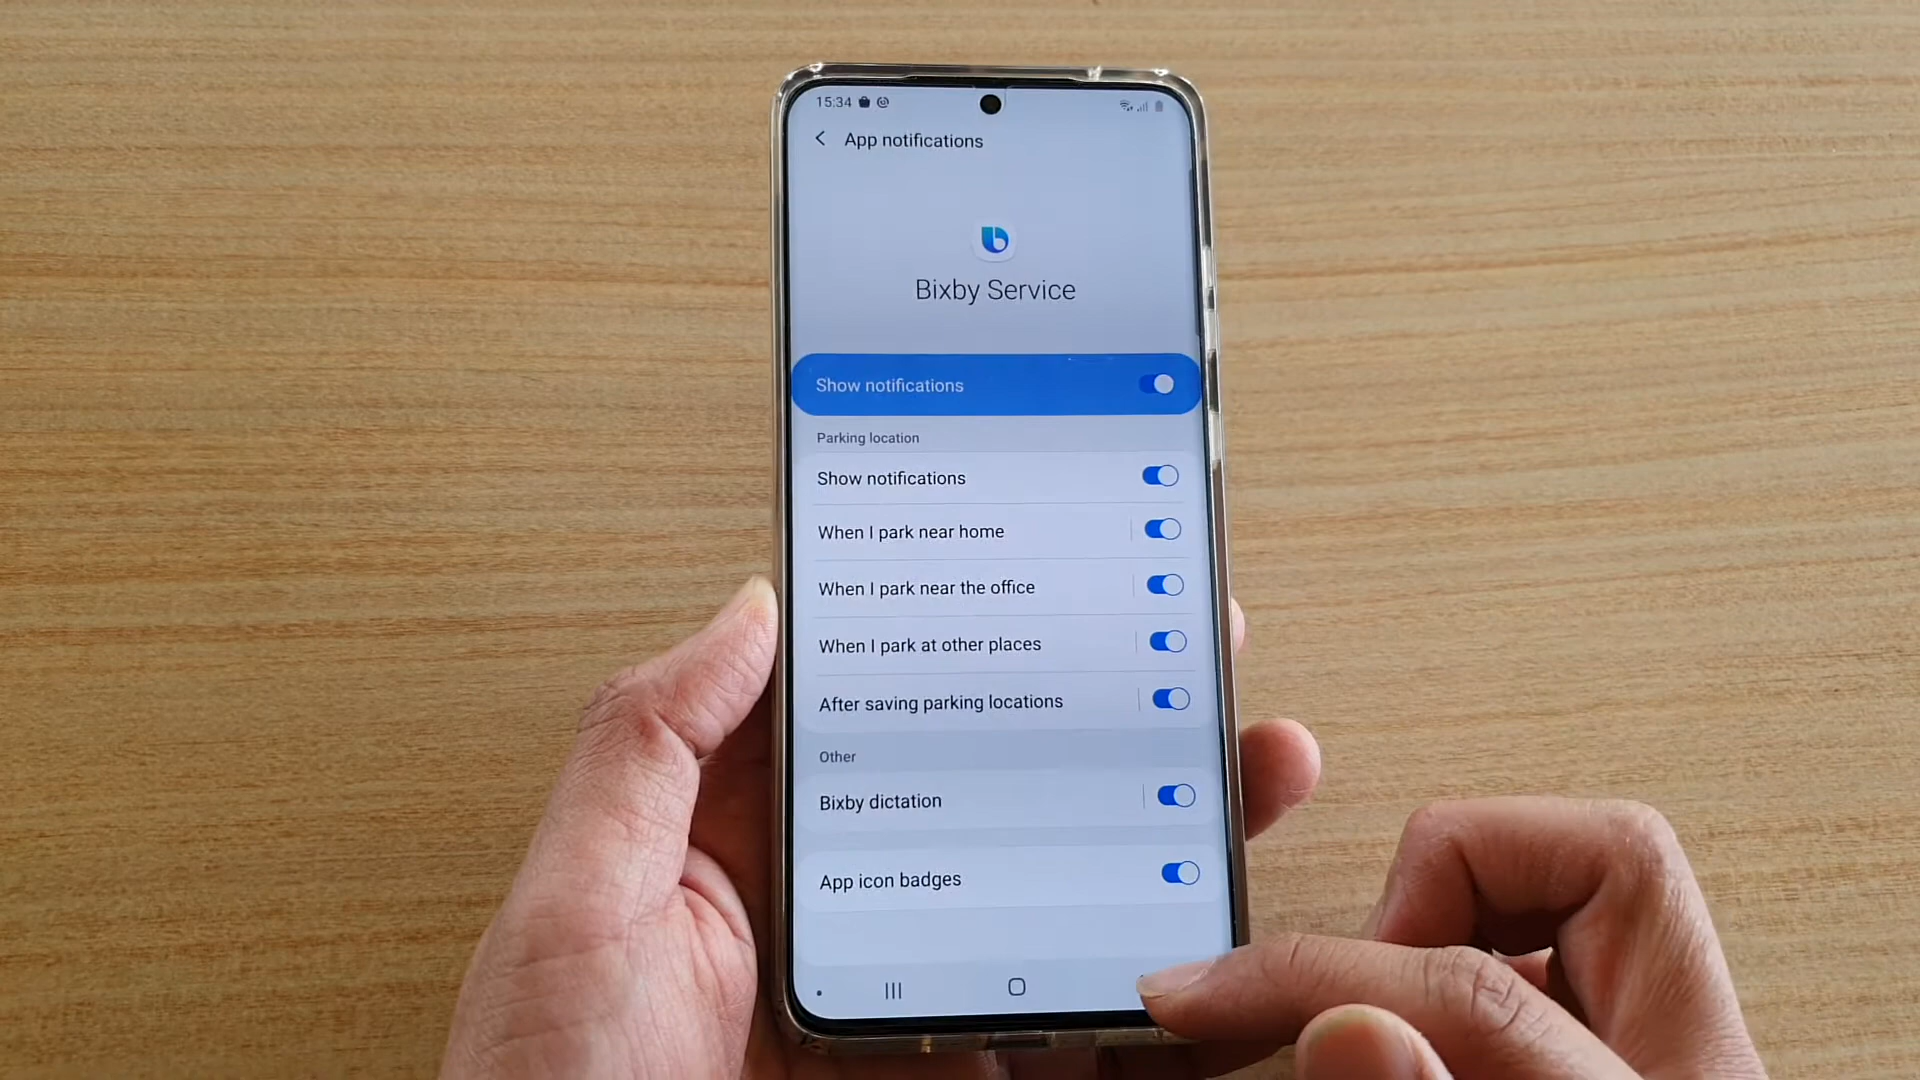 15:34
App notifications
Bixby Service
Show notifications
Parking location
Show notifications
When I park near home
When I park near the office
When I park at other places
After saving parking locations
Other
Bixby dictation
App icon badges